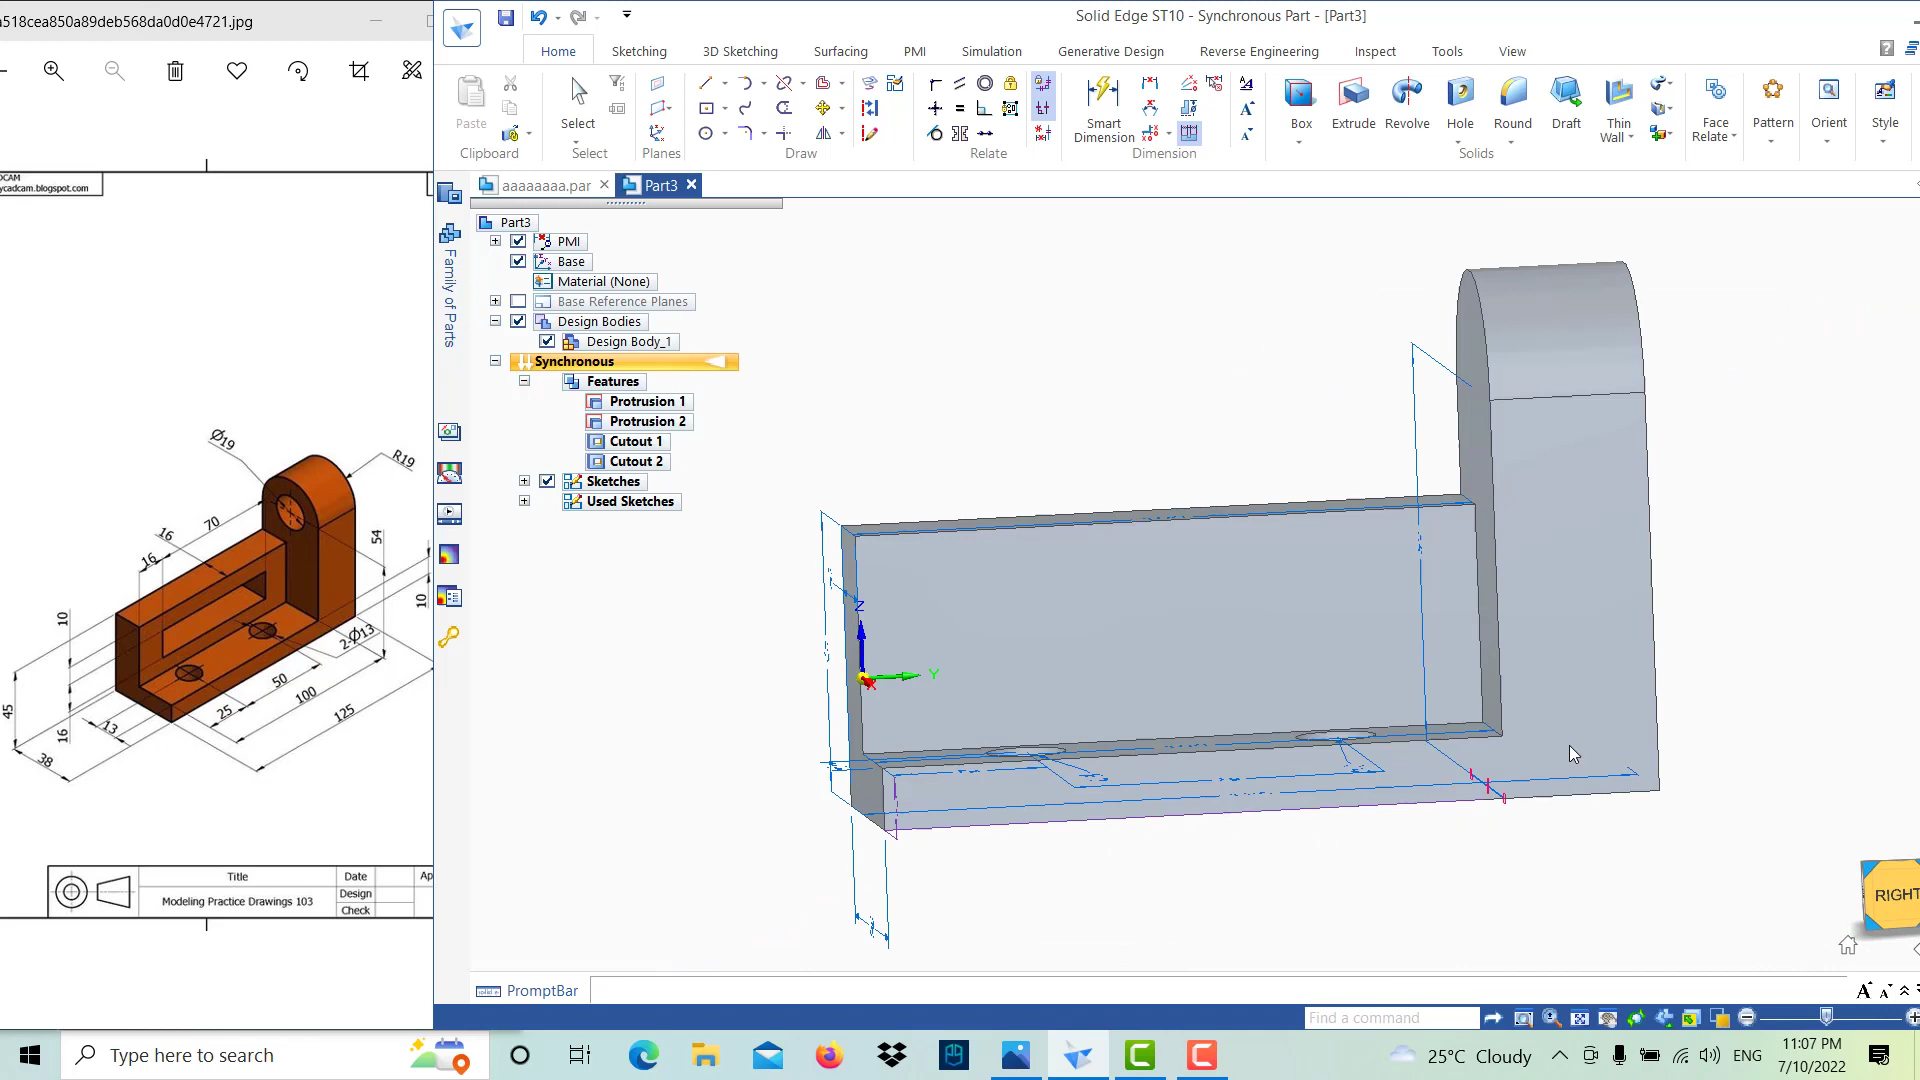 a518cea850a89deb568da0d0e4721.jpg
Solid Edge ST10 - Synchronous Part - [Part3]
Home
Sketching
3D Sketching
Surfacing
PMI
Simulation
Generative Design
Reverse Engineering
Inspect
Tools
View
Paste
Select
Smart
Dimension
Box
Extrude
Revolve
Hole
Round
Draft
Thin
Wall
Face
Relate
Pattern
Orient
Style
Clipboard
Select
Planes
Draw
Relate
Dimension
Solids
aaaaaaaa.par
Part3
Family of Parts
Part3
PMI
Base
Material (None)
Base Reference Planes
Design Bodies
Design Body_1
Synchronous
Features
Protrusion 1
Protrusion 2
Cutout 1
Cutout 2
Sketches
Used Sketches
DCAM
ycadcam.blogspot.com
Ø19
R19
70
16
16
54
10
10
2-Ø13
50
100
25
125
13
45
16
38
Title
Date
Ap
Modeling Practice Drawings 103
Design
Check
Z
Y
X
RIGHT
PromptBar
Find a command
Type here to search
25°C Cloudy
ENG
11:07 PM
7/10/2022